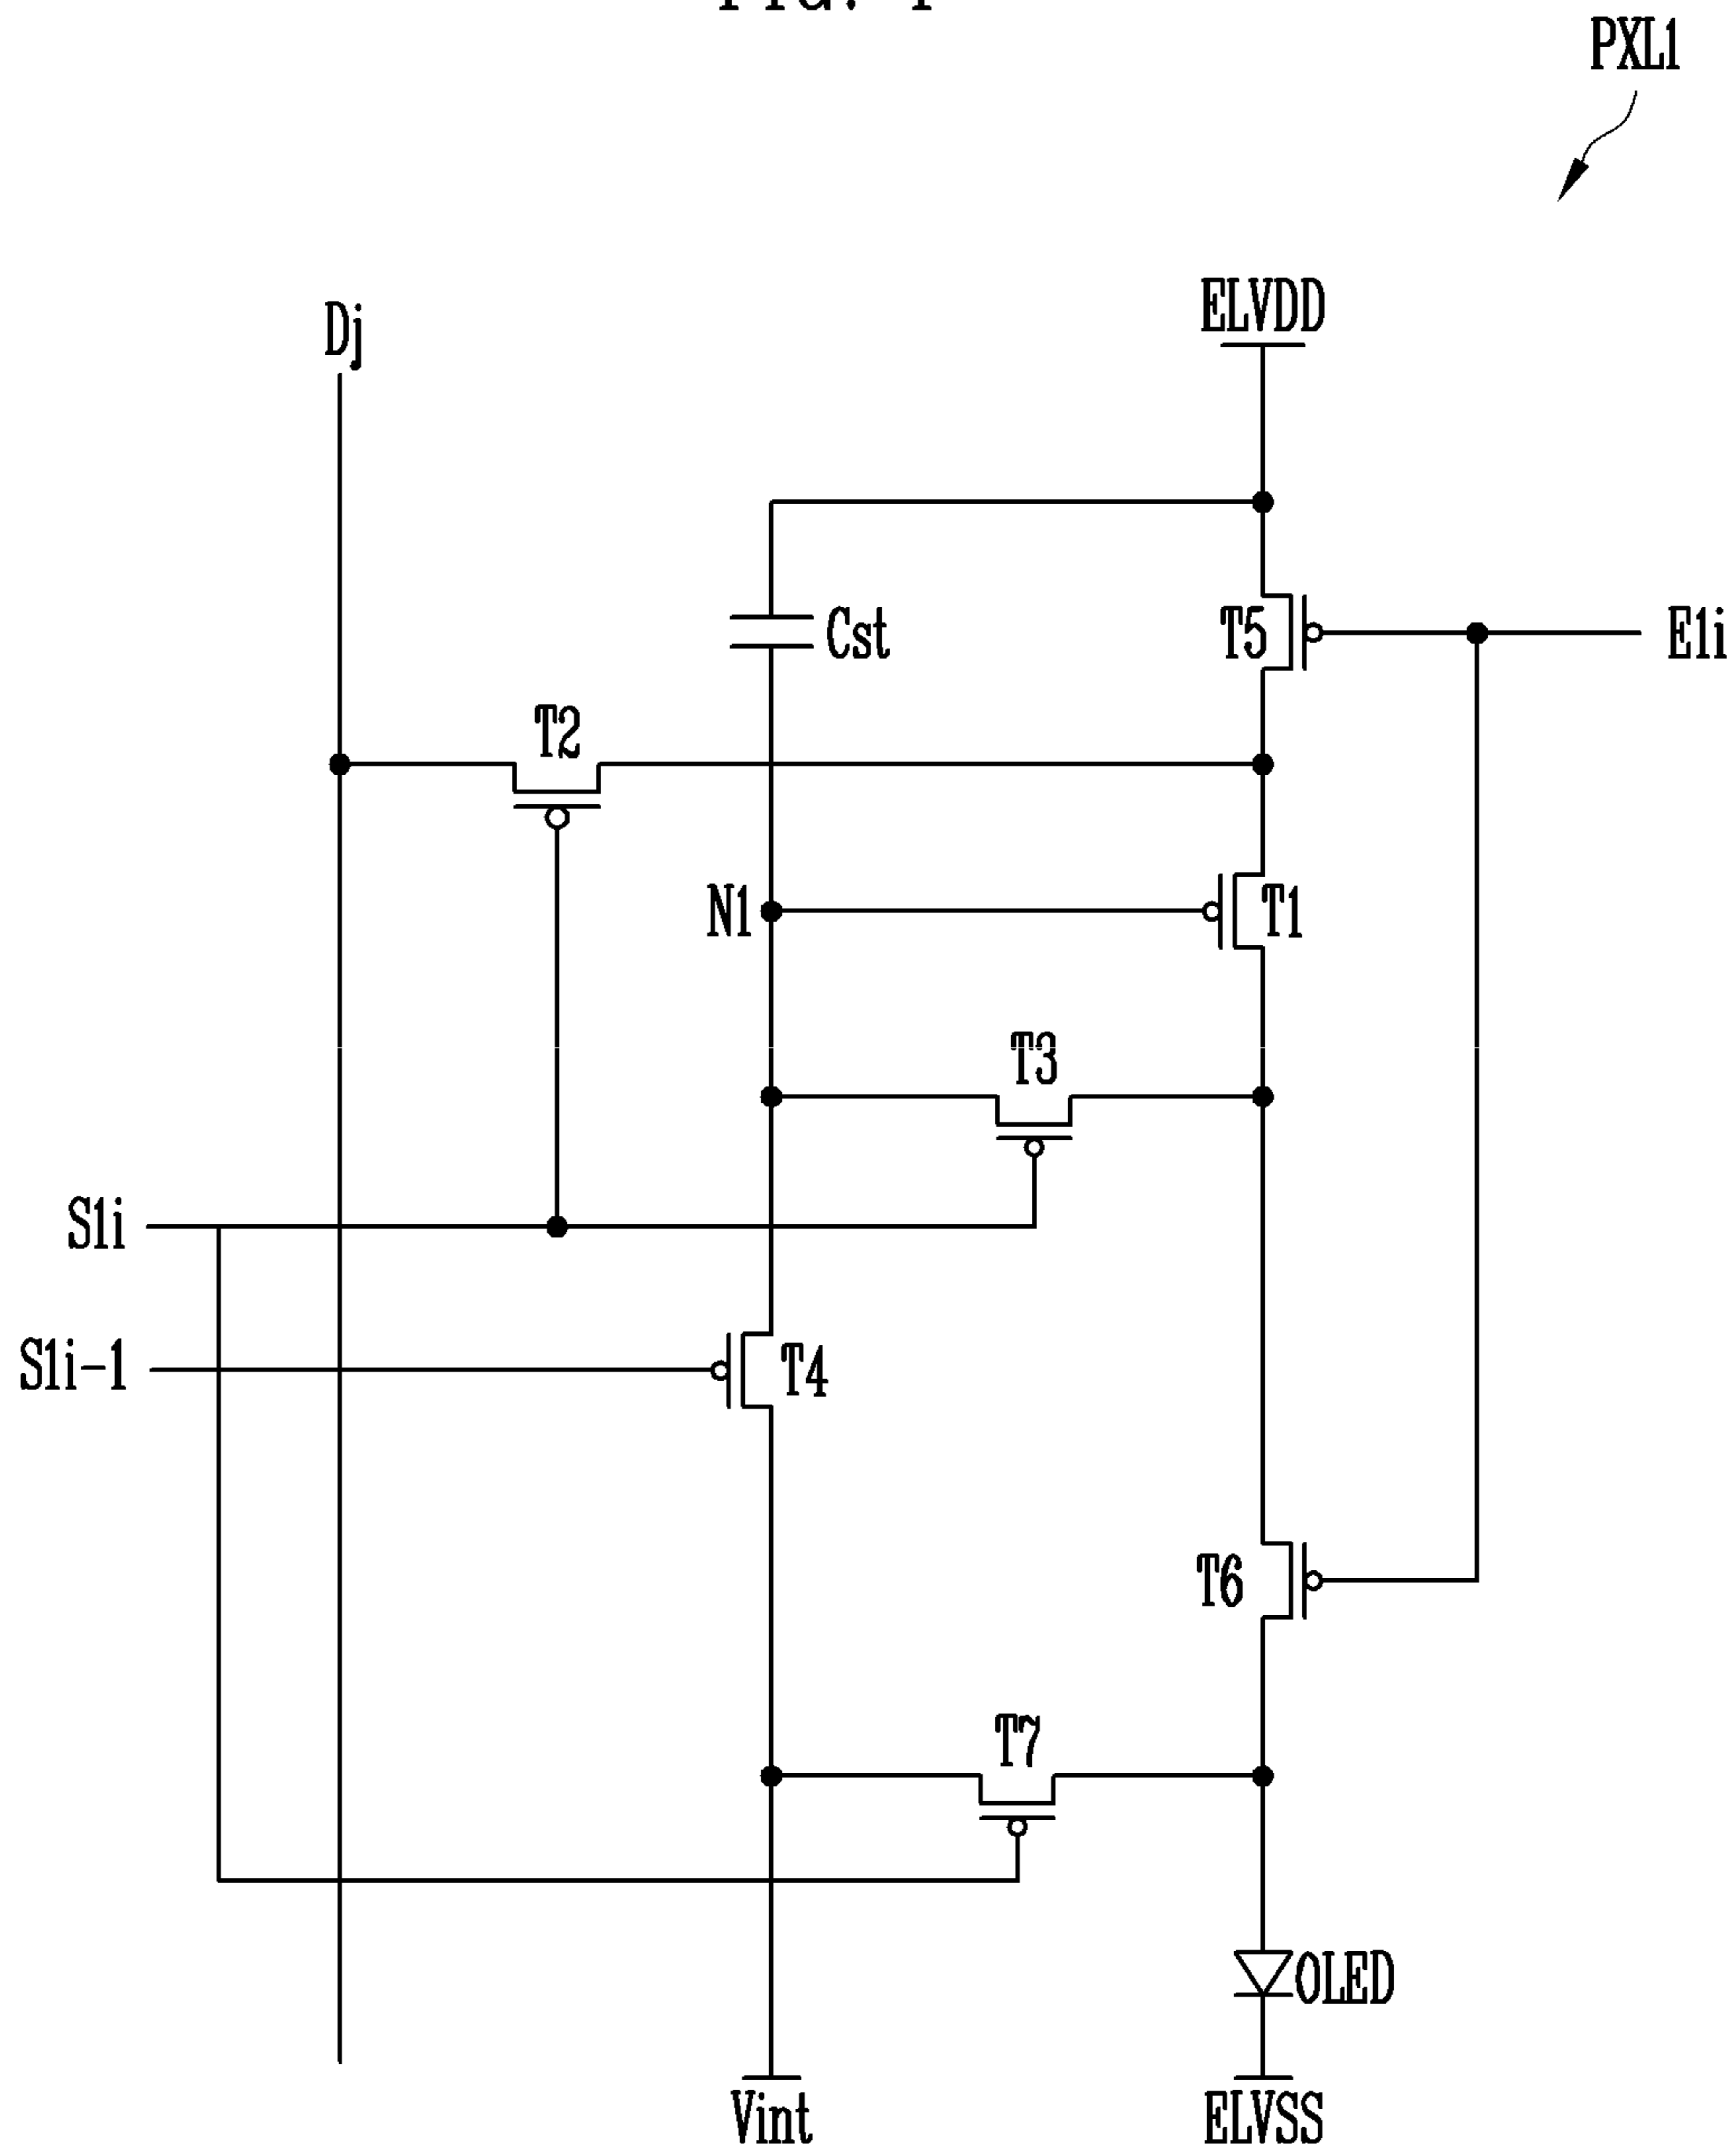 PXL1
ELVDD
Dj
Cst
T5
E1i
T2
N1
T1
T3
S1i
S1i-1
T4
T6
T7
OLED
Vint
ELVSS